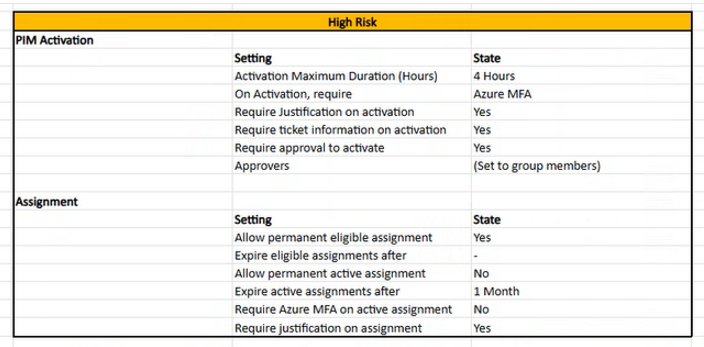 High Risk
PIM Activation
Setting State
Activation Maximum Duration (Hours) 4 Hours
On Activation, require Azure MFA
Require Justification on activation Yes
Require ticket information on activation Yes
Require approval to activate Yes
Approvers (Set to group members)
Assignment
Setting State
Allow permanent eligible assignment Yes
Expire eligible assignments after -
Allow permanent active assignment No
Expire active assignments after 1 Month
Require Azure MFA on active assignment No
Require justification on assignment Yes